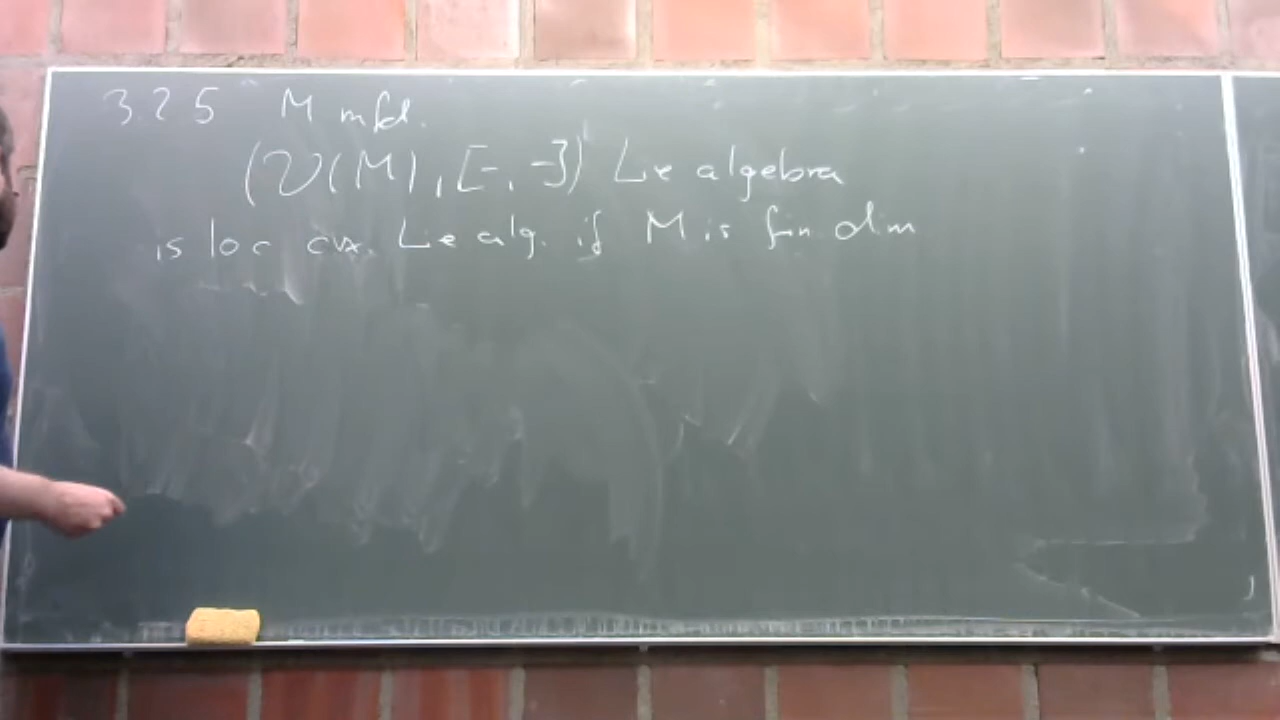 3.2.5 M mfd.
(𝒱(M), [-, -]) Lie algebra
is loc cvx. Lie alg. if M is fin dim